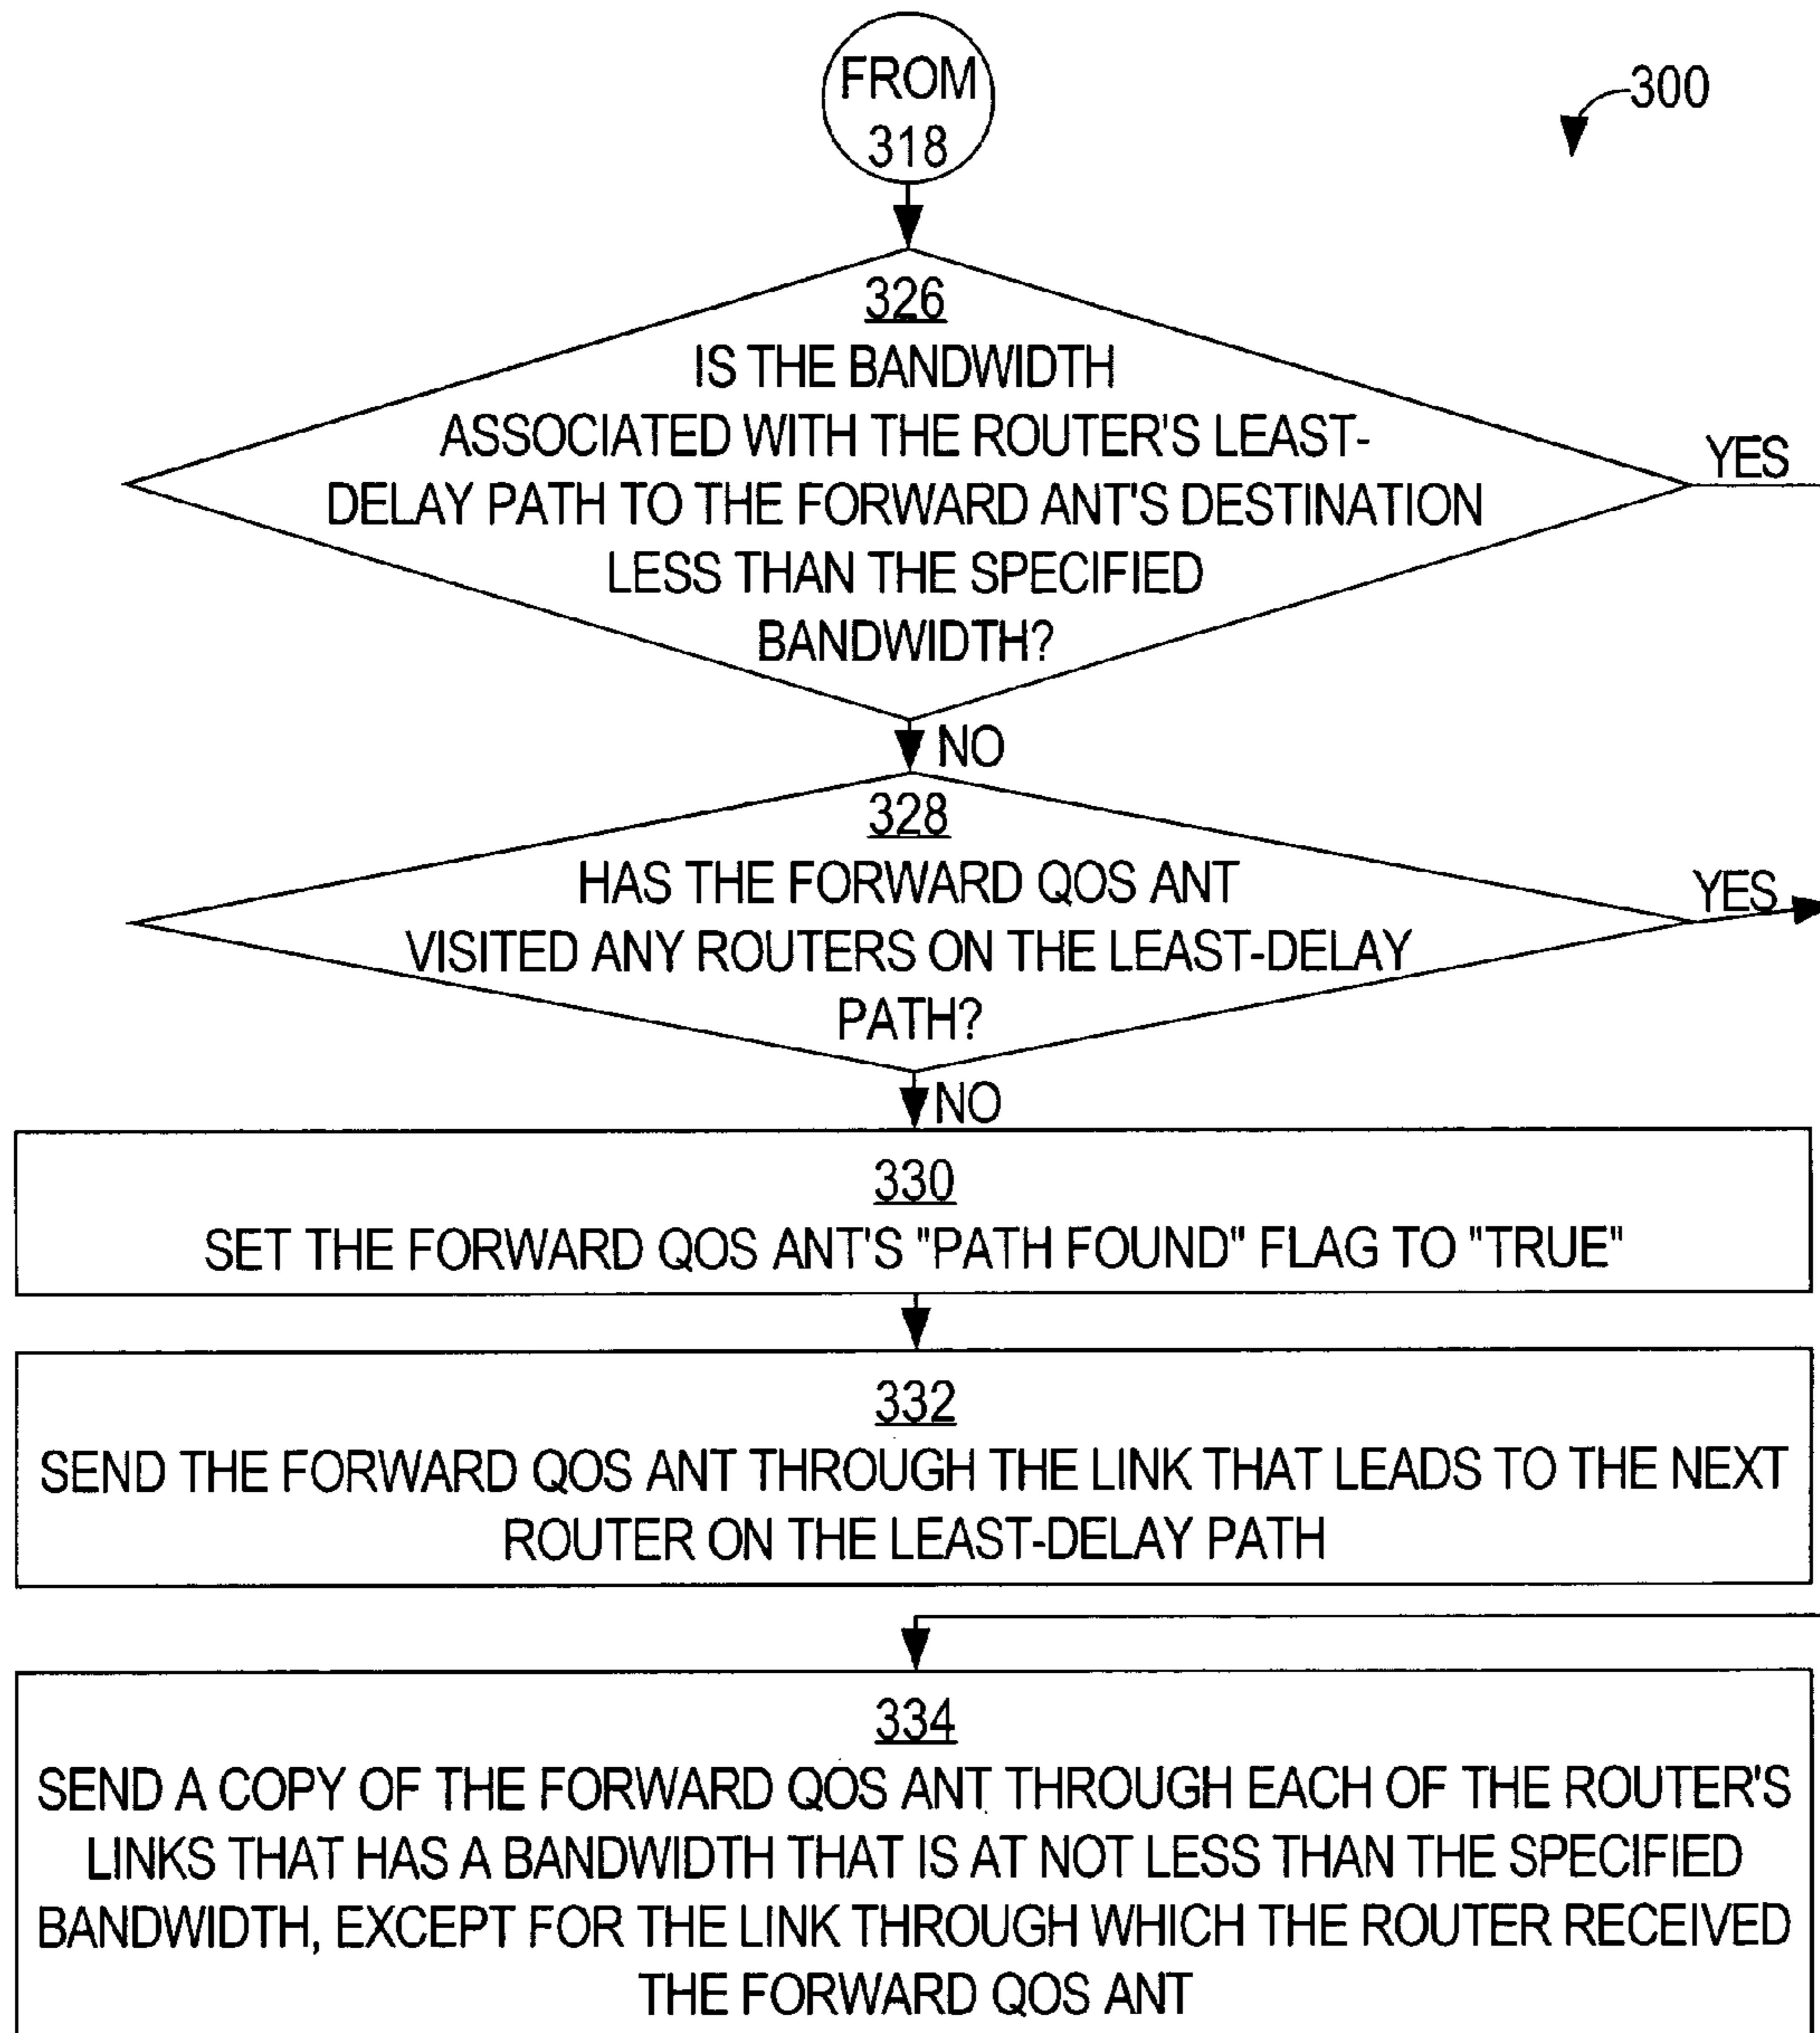 FROM
318
300
326
IS THE BANDWIDTH
ASSOCIATED WITH THE ROUTER'S LEAST-
DELAY PATH TO THE FORWARD ANT'S DESTINATION
LESS THAN THE SPECIFIED
BANDWIDTH?
YES
NO
328
HAS THE FORWARD QOS ANT
VISITED ANY ROUTERS ON THE LEAST-DELAY
PATH?
YES
NO
330
SET THE FORWARD QOS ANT'S "PATH FOUND" FLAG TO "TRUE"
332
SEND THE FORWARD QOS ANT THROUGH THE LINK THAT LEADS TO THE NEXT
ROUTER ON THE LEAST-DELAY PATH
334
SEND A COPY OF THE FORWARD QOS ANT THROUGH EACH OF THE ROUTER'S
LINKS THAT HAS A BANDWIDTH THAT IS AT NOT LESS THAN THE SPECIFIED
BANDWIDTH, EXCEPT FOR THE LINK THROUGH WHICH THE ROUTER RECEIVED
THE FORWARD QOS ANT